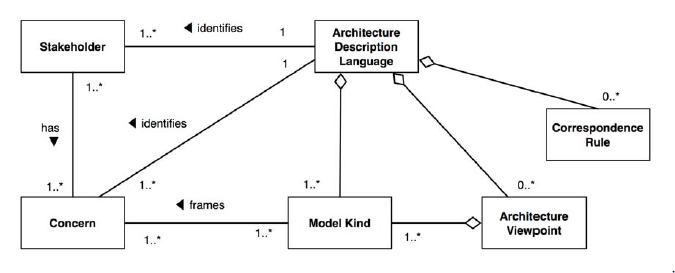 1..*
◀ identifies
1
Stakeholder
Architecture
Description
Language
1..*
1
0..*
has
▼
◀ identifies
Correspondence
Rule
1..*
1..*
1..*
0..*
◀ frames
Concern
Model Kind
Architecture
Viewpoint
1..*
1..*
1..*
.